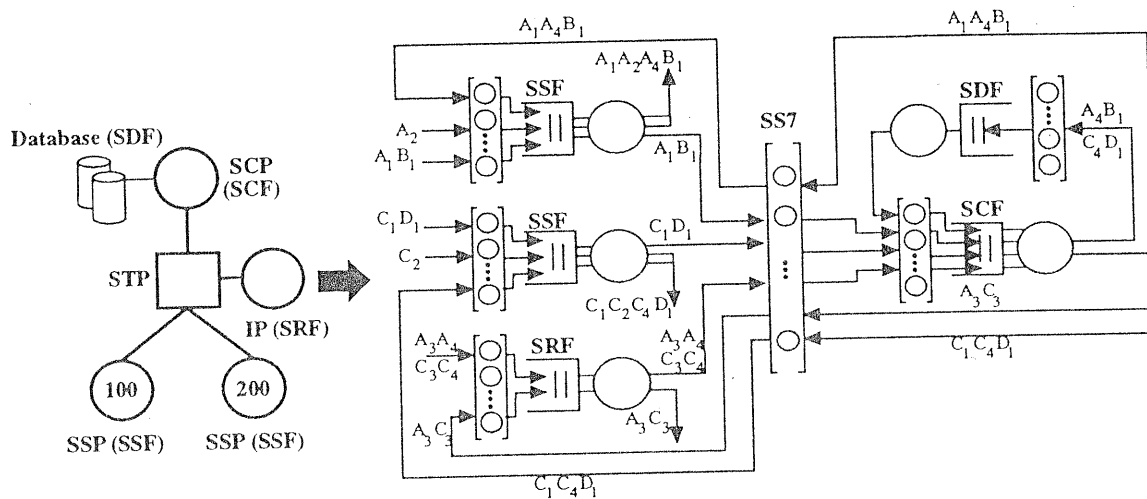 Database (SDF)
SCP
(SCF)
STP
IP (SRF)
100
200
SSP (SSF)
SSP (SSF)
A₁A₄B₁
SSF
A₂
A₁B₁
A₁A₂A₄B₁
A₁B₁
C₁D₁
C₂
SSF
C₁D₁
C₁C₂C₄D₁
A₃A₄
C₃C₄
SRF
A₃C₃
A₃A₄
C₃C₄
A₃C₃
C₁C₄D₁
SS7
A₁A₄B₁
SDF
A₄B₁
C₄D₁
SCF
A₃C₃
C₁C₄D₁